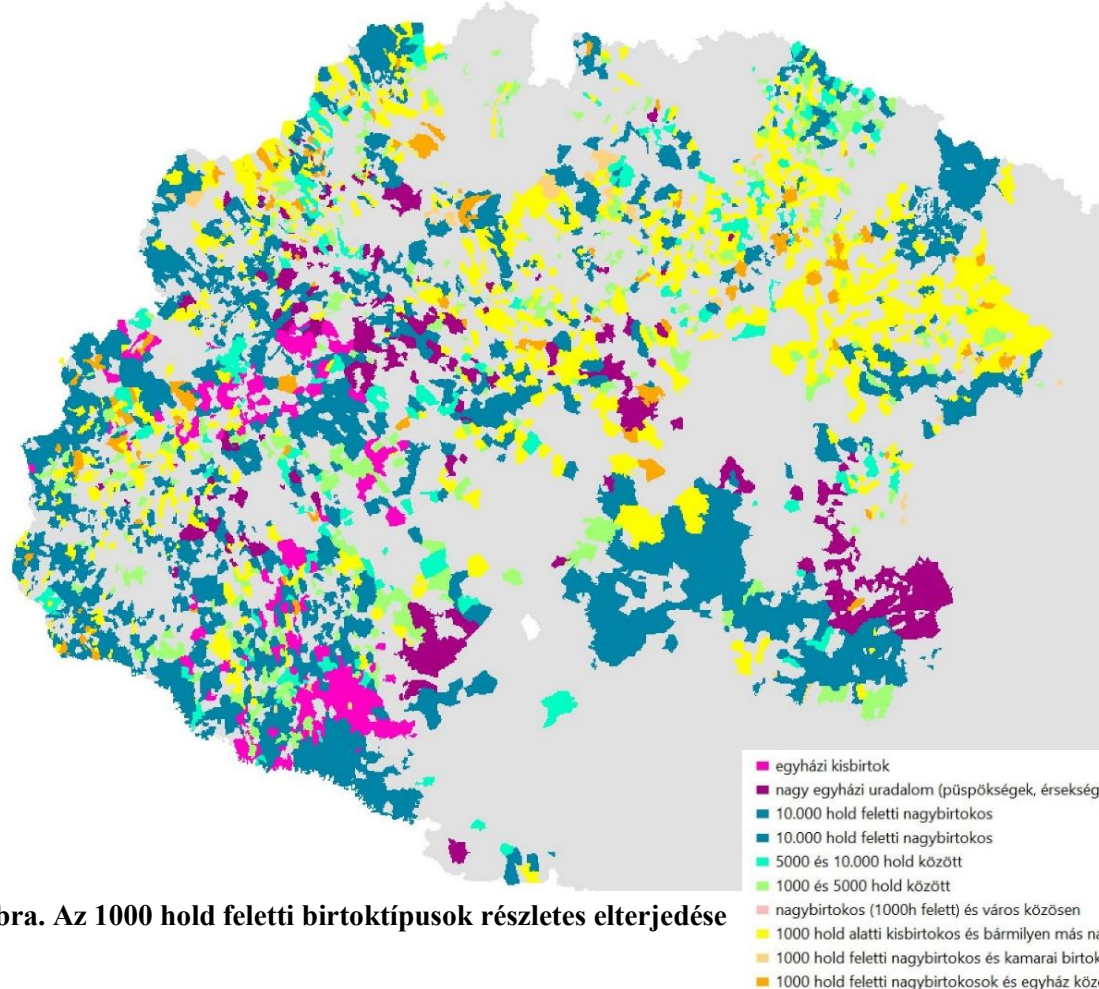 egyházi kisbirtok
nagy egyházi uradalom (püspökségek, érsekség
10.000 hold feletti nagybirtokos
10.000 hold feletti nagybirtokos
5000 és 10.000 hold között
1000 és 5000 hold között
nagybirtokos (1000h felett) és város közösen
1000 hold alatti kisbirtokos és bármilyen más na
1000 hold feletti nagybirtokos és kamarai birtok
1000 hold feletti nagybirtokosok és egyház köz
bra. Az 1000 hold feletti birtoktípusok részletes elterjedése